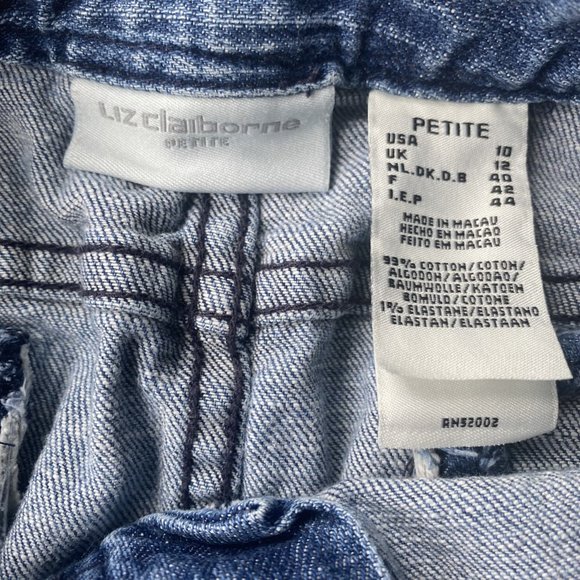 Liz claiborne
PETITE
PETITE
USA 10
UK 12
NL.DK.D.B 40
F 42
I.E.P 44
MADE IN MACAU
HECHO EN MACAO
FEITO EM MACAU
99% COTTON/COTON/
ALGODON/ALGODAO/
BAUMWOLLE/KATOEN
BOMULD/COTONE
1% ELASTANE/ELASTANO
ELASTAN/ELASTAAN
RN52002